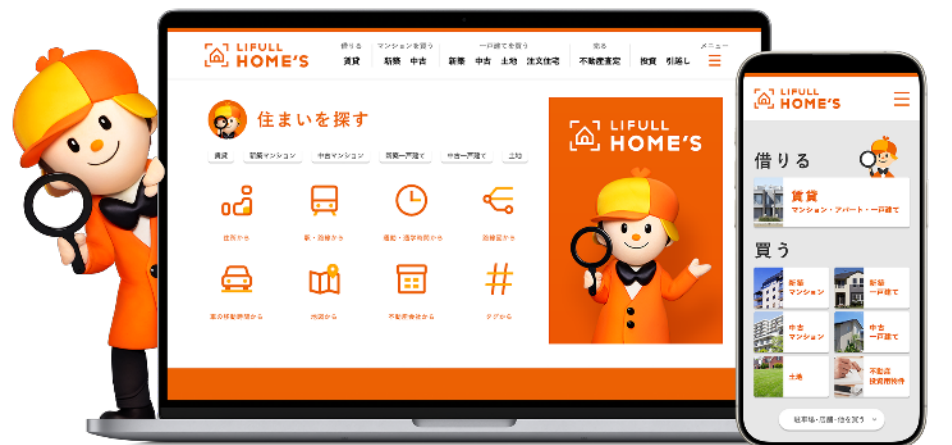 LIFULL
HOME'S
借りる
賃貸
マンションを買う
新築 中古
一戸建てを買う
新築 中古 土地 注文住宅
売る
不動産査定
投資 引越し
メニュー
住まいを探す
賃貸 新築マンション 中古マンション 新築一戸建て 中古一戸建て 土地
住所から 駅・沿線から 通勤・通学時間から 路線図から
車の移動時間から 地図から 不動産会社から タグから
LIFULL
HOME'S
LIFULL
HOME'S
借りる
賃貸
マンション・アパート・一戸建て
買う
新築
マンション
新築
一戸建て
中古
マンション
中古
一戸建て
土地
不動産
投資用物件
駐車場・店舗・他を買う